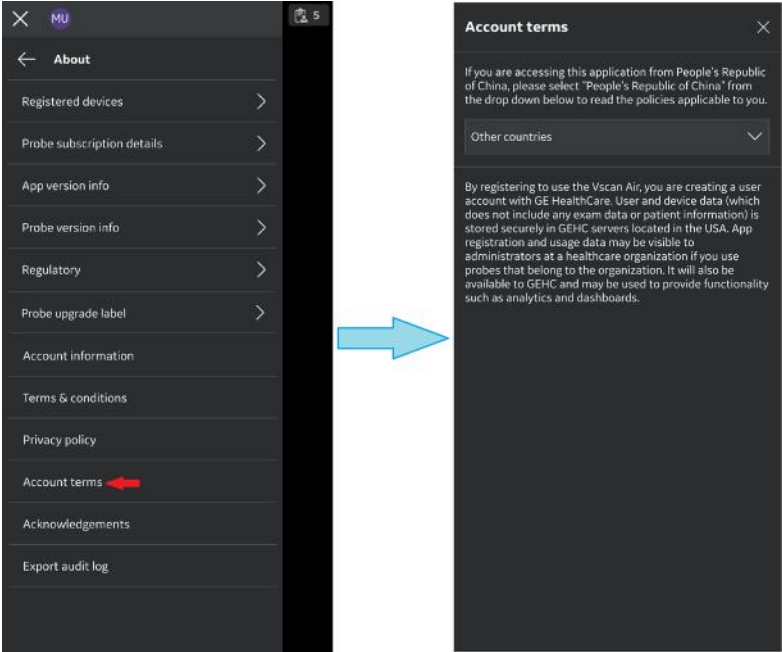 MU
5
About
Registered devices
Probe subscription details
App version info
Probe version info
Regulatory
Probe upgrade label
Account information
Terms & conditions
Privacy policy
Account terms
Acknowledgements
Export audit log
Account terms
If you are accessing this application from People's Republic
of China, please select "People's Republic of China" from
the drop down below to read the policies applicable to you.
Other countries
By registering to use the Vscan Air, you are creating a user
account with GE HealthCare. User and device data (which
does not include any exam data or patient information) is
stored securely in GEHC servers located in the USA. App
registration and usage data may be visible to
administrators at a healthcare organization if you use
probes that belong to the organization. It will also be
available to GEHC and may be used to provide functionality
such as analytics and dashboards.